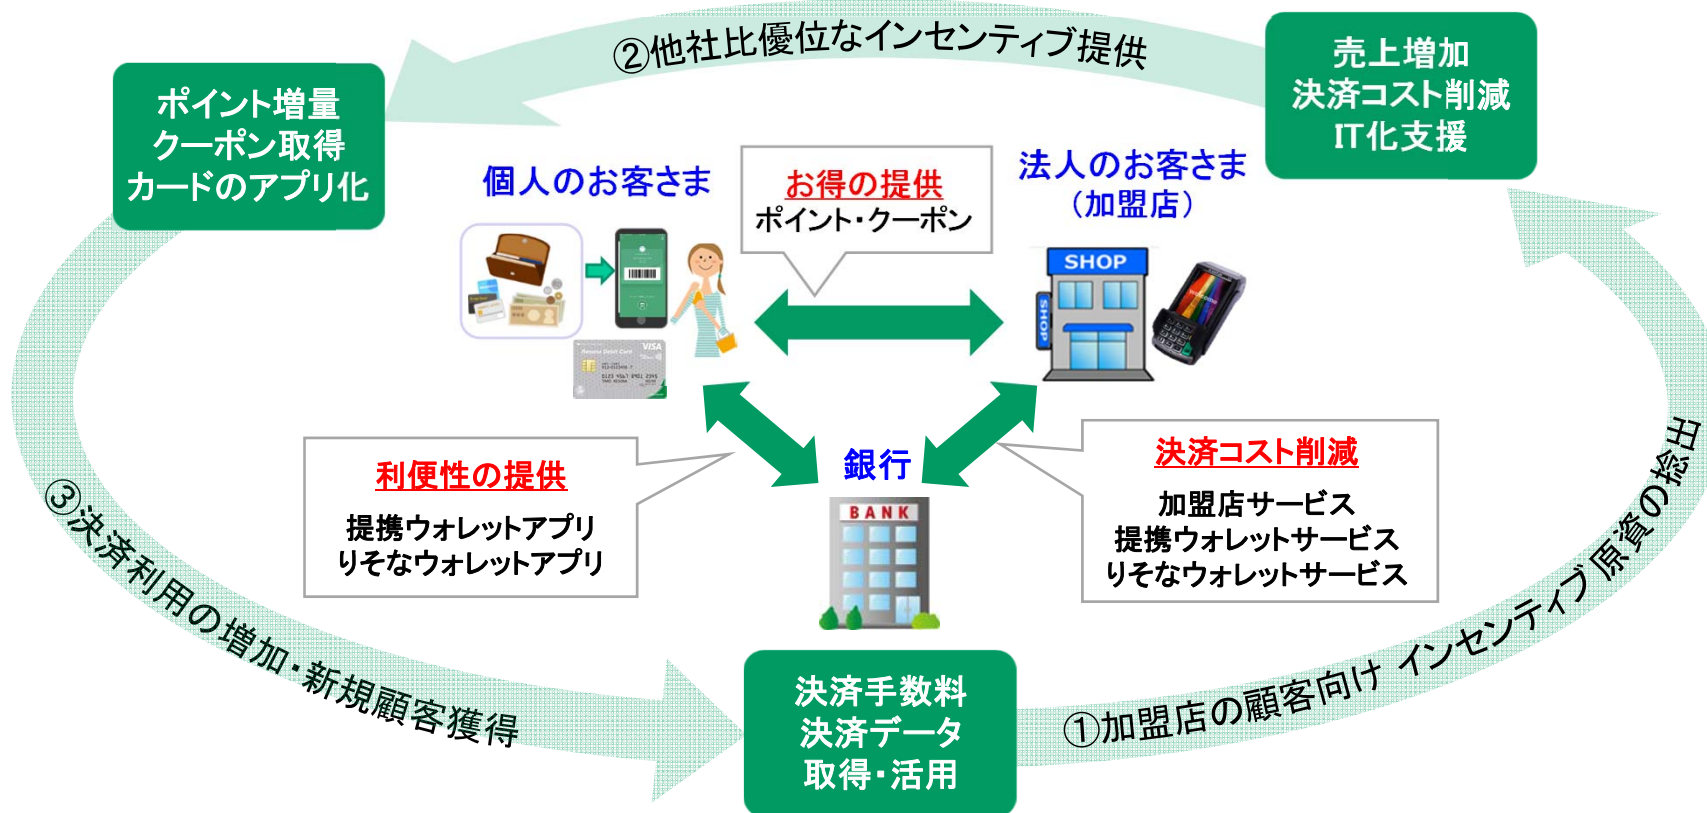 ②他社比優位なインセンティブ提供
売上増加
決済コスト削減
IT化支援
ポイント増量
クーポン取得
カードのアプリ化
個人のお客さま
お得の提供
ポイント・クーポン
法人のお客さま
（加盟店）
SHOP
SHOP
VISA
Resona Debit Card
0123 4567 8901 2345
利便性の提供
提携ウォレットアプリ
りそなウォレットアプリ
銀行
BANK
決済コスト削減
加盟店サービス
提携ウォレットサービス
りそなウォレットサービス
③決済利用の増加・新規顧客獲得
決済手数料
決済データ
取得・活用
①加盟店の顧客向け インセンティブ原資の捻出